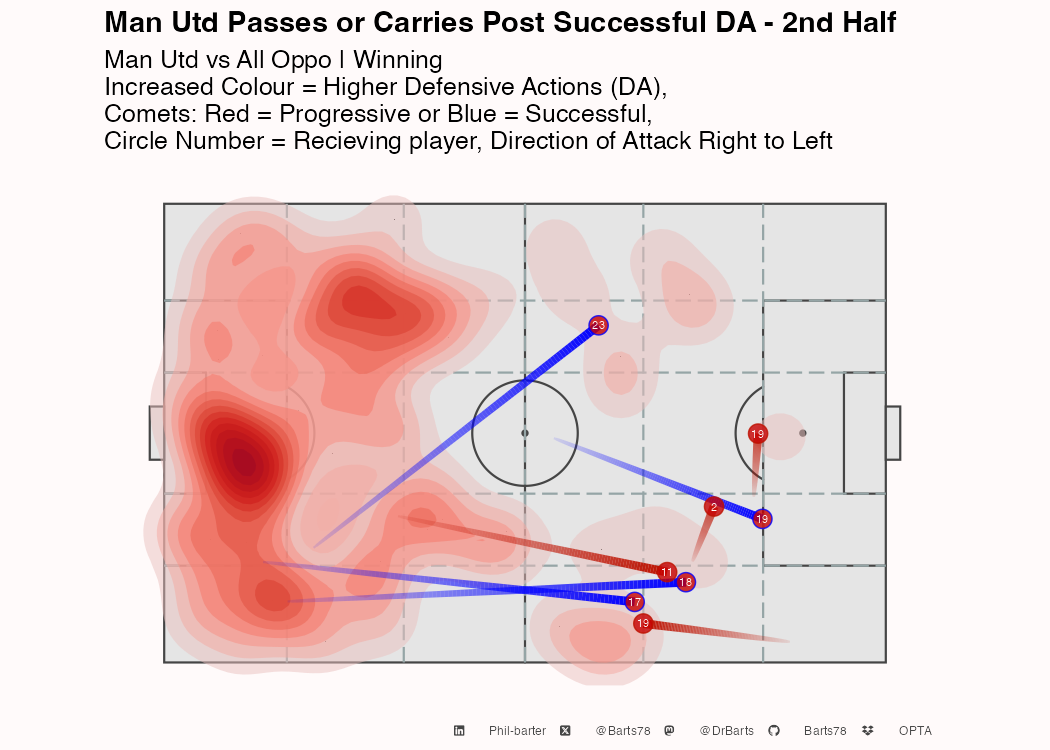 Man Utd Passes or Carries Post Successful DA - 2nd Half
Man Utd vs All Oppo | Winning
Increased Colour = Higher Defensive Actions (DA),
Comets: Red = Progressive or Blue = Successful,
Circle Number = Recieving player, Direction of Attack Right to Left
23
19
2
19
11
18
17
19
Phil-barter @Barts78 @DrBarts Barts78 OPTA